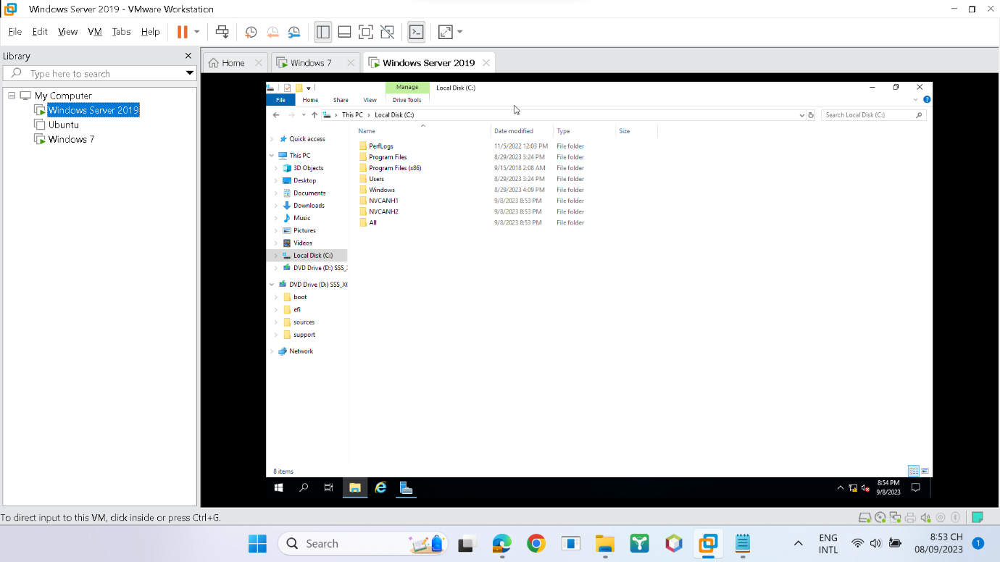 Windows Server 2019 - VMware Workstation
File Edit View VM Tabs Help
Library
Type here to search
My Computer
Windows Server 2019
Ubuntu
Windows 7
Home
Windows 7
Windows Server 2019
Manage
Local Disk (C:)
File Home Share View Drive Tools
This PC Local Disk (C:)
Search Local Disk (C:)
Quick access
This PC
3D Objects
Desktop
Documents
Downloads
Music
Pictures
Videos
Local Disk (C:)
DVD Drive (D:) SSS_
DVD Drive (D:) SSS_X6
boot
efi
sources
support
Network
Name Date modified Type Size
PerfLogs 11/5/2022 12:03 PM File folder
Program Files 8/29/2023 3:24 PM File folder
Program Files (x86) 9/15/2018 2:08 AM File folder
Users 8/29/2023 3:24 PM File folder
Windows 8/29/2023 4:09 PM File folder
NVCANH1 9/8/2023 8:53 PM File folder
NVCANH2 9/8/2023 8:53 PM File folder
All 9/8/2023 8:53 PM File folder
8 items
8:54 PM
9/8/2023
To direct input to this VM, click inside or press Ctrl+G.
Search
ENG
INTL
8:53 CH
08/09/2023
1